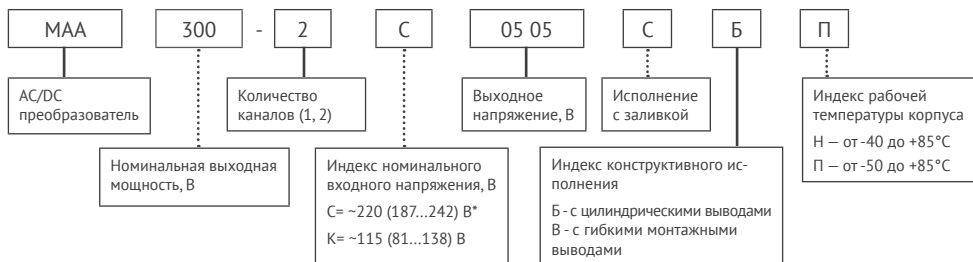 МАА 300 - 2 С 05 05 С Б П
AC/DC
преобразователь
Количество
каналов (1, 2)
Выходное
напряжение, В
Исполнение
с заливкой
Индекс рабочей
температуры корпуса
Н — от -40 до +85°C
П — от -50 до +85°C
Номинальная выходная
мощность, В
Индекс номинального
входного напряжения, В
С= ~220 (187...242) В*
К= ~115 (81...138) В
Индекс конструктивного ис-
полнения
Б - с цилиндрическими выводами
В - с гибкими монтажными
выводами